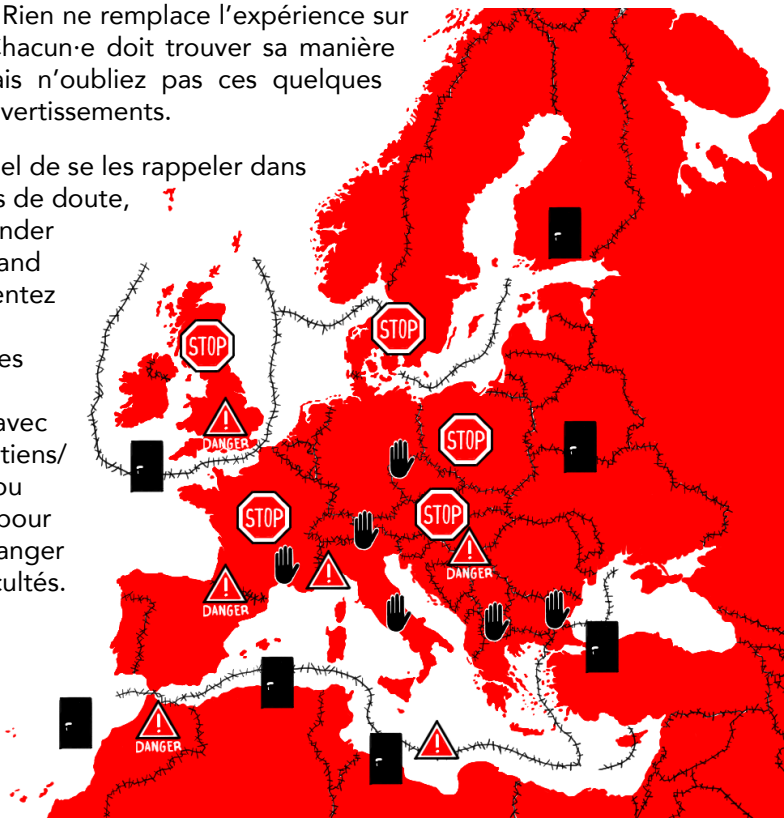 Rien ne remplace l’expérience sur
Chacun·e doit trouver sa manière
ais n’oubliez pas ces quelques
vertissements.
el de se les rappeler dans
s de doute,
nder
and
entez
es
avec
tiens/
ou
pour
anger
cultés.
STOP
STOP
DANGER
STOP
STOP
STOP
DANGER
DANGER
DANGER